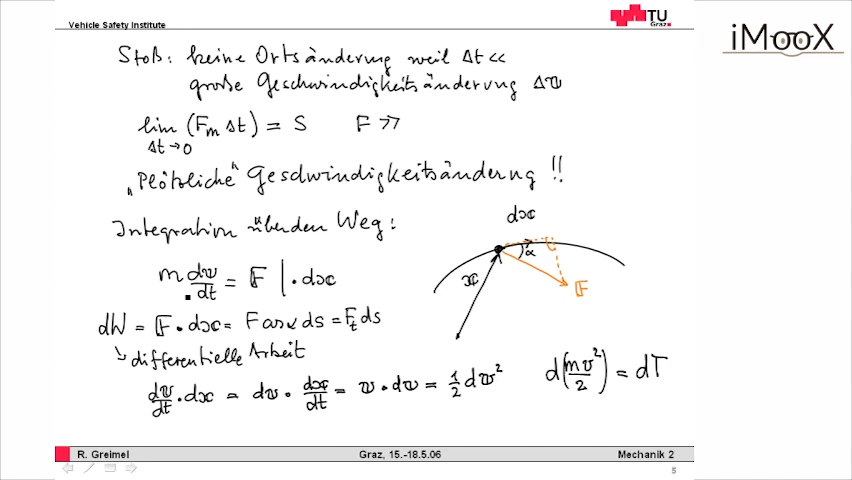 Vehicle Safety Institute
TU
Graz
iMooX
Stoß: keine Ortsänderung weil Δt <<
große Geschwindigkeitsänderung Δv
lim (Fₘ Δt) = S F >>
Δt→0
„Plötzliche" Geschwindigkeitsänderung !!
Integration über den Weg:
dx
m dv/dt = F | · dx
x
α
F
dW = F · dx = F cos α ds = Fₜ ds
↳ differentielle Arbeit
dv/dt · dx = dv · dx/dt = v · dv = 1/2 dv² d(mv²/2) = dT
R. Greimel Graz, 15.-18.5.06 Mechanik 2
5